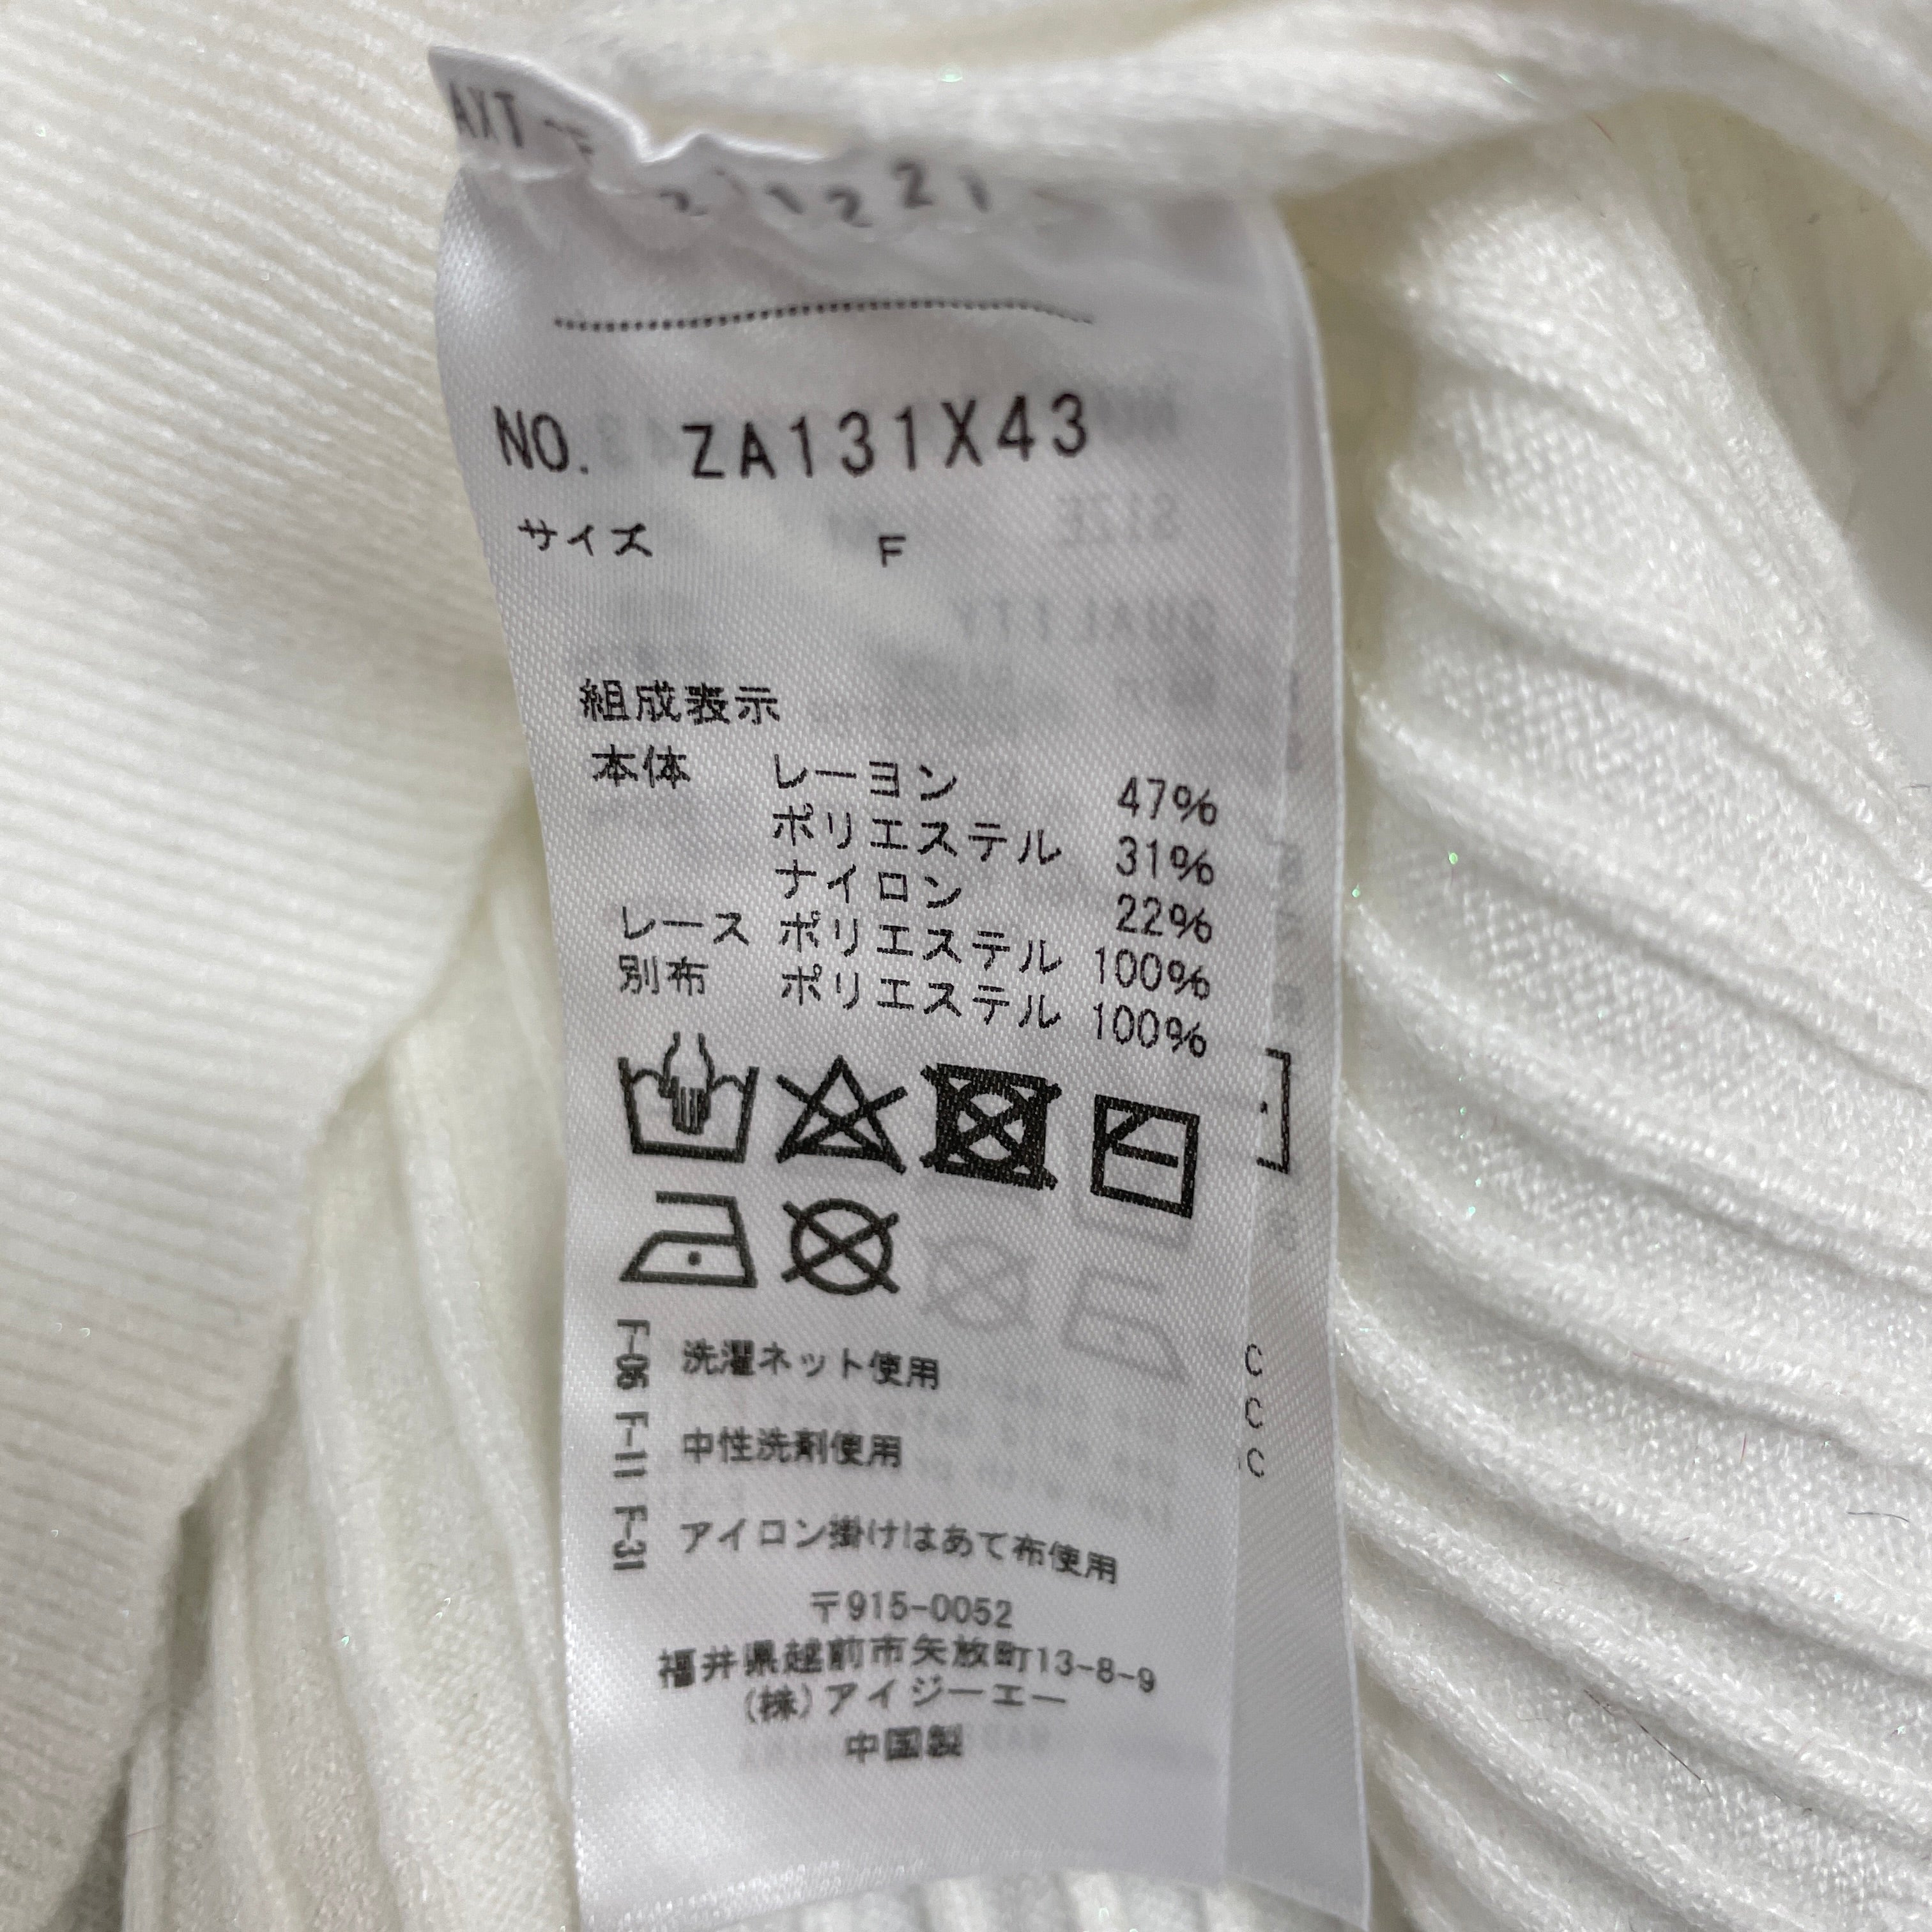 AXT
21221
NO. ZA131X43
サイズ F
組成表示
本体 レーヨン 47%
ポリエステル 31%
ナイロン 22%
レース ポリエステル 100%
別布 ポリエステル 100%
F-06 洗濯ネット使用
F-11 中性洗剤使用
F-31 アイロン掛けはあて布使用
〒915-0052
福井県越前市矢放町13-8-9
(株)アイジーエー
中国製
C
C
C